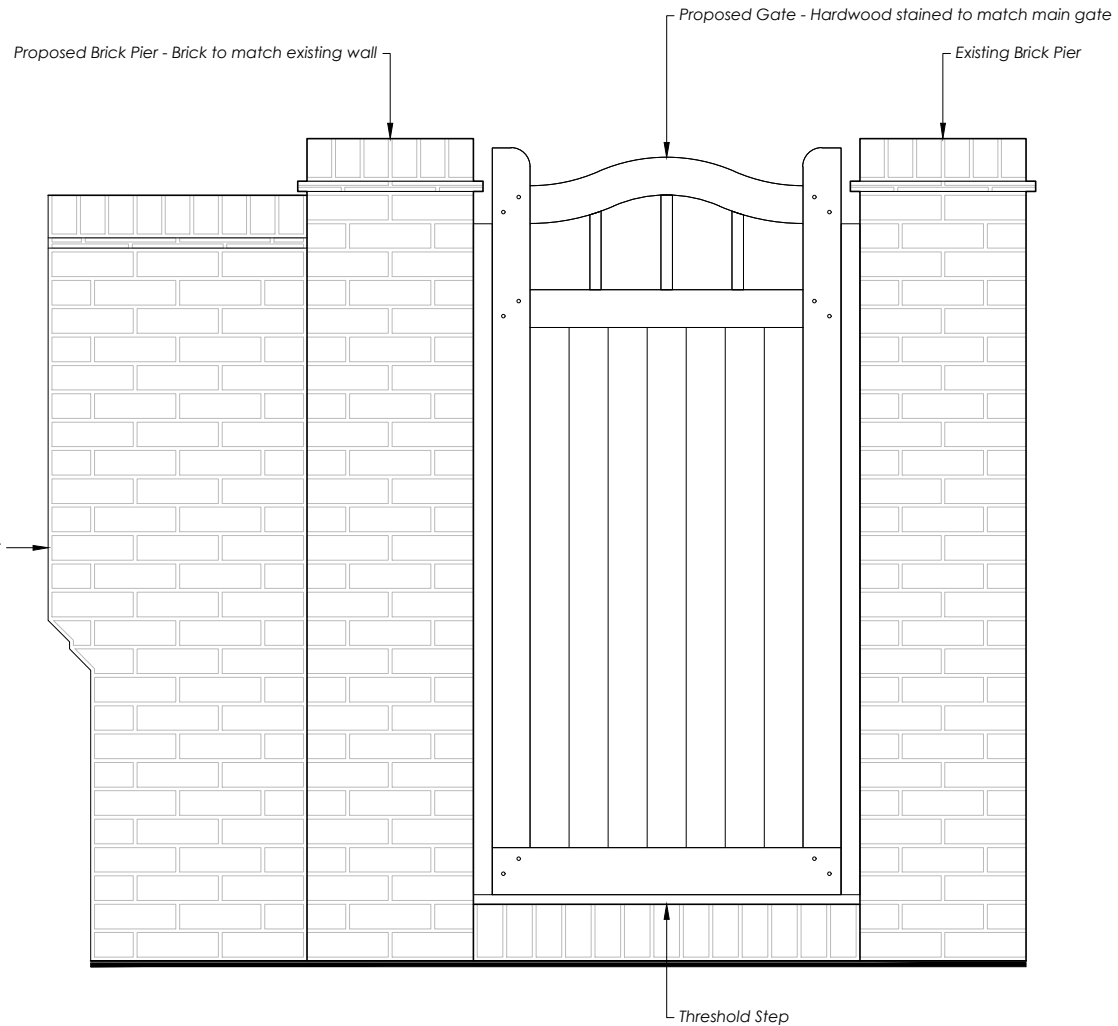 Proposed Gate - Hardwood stained to match main gate
Proposed Brick Pier - Brick to match existing wall
Existing Brick Pier
Threshold Step